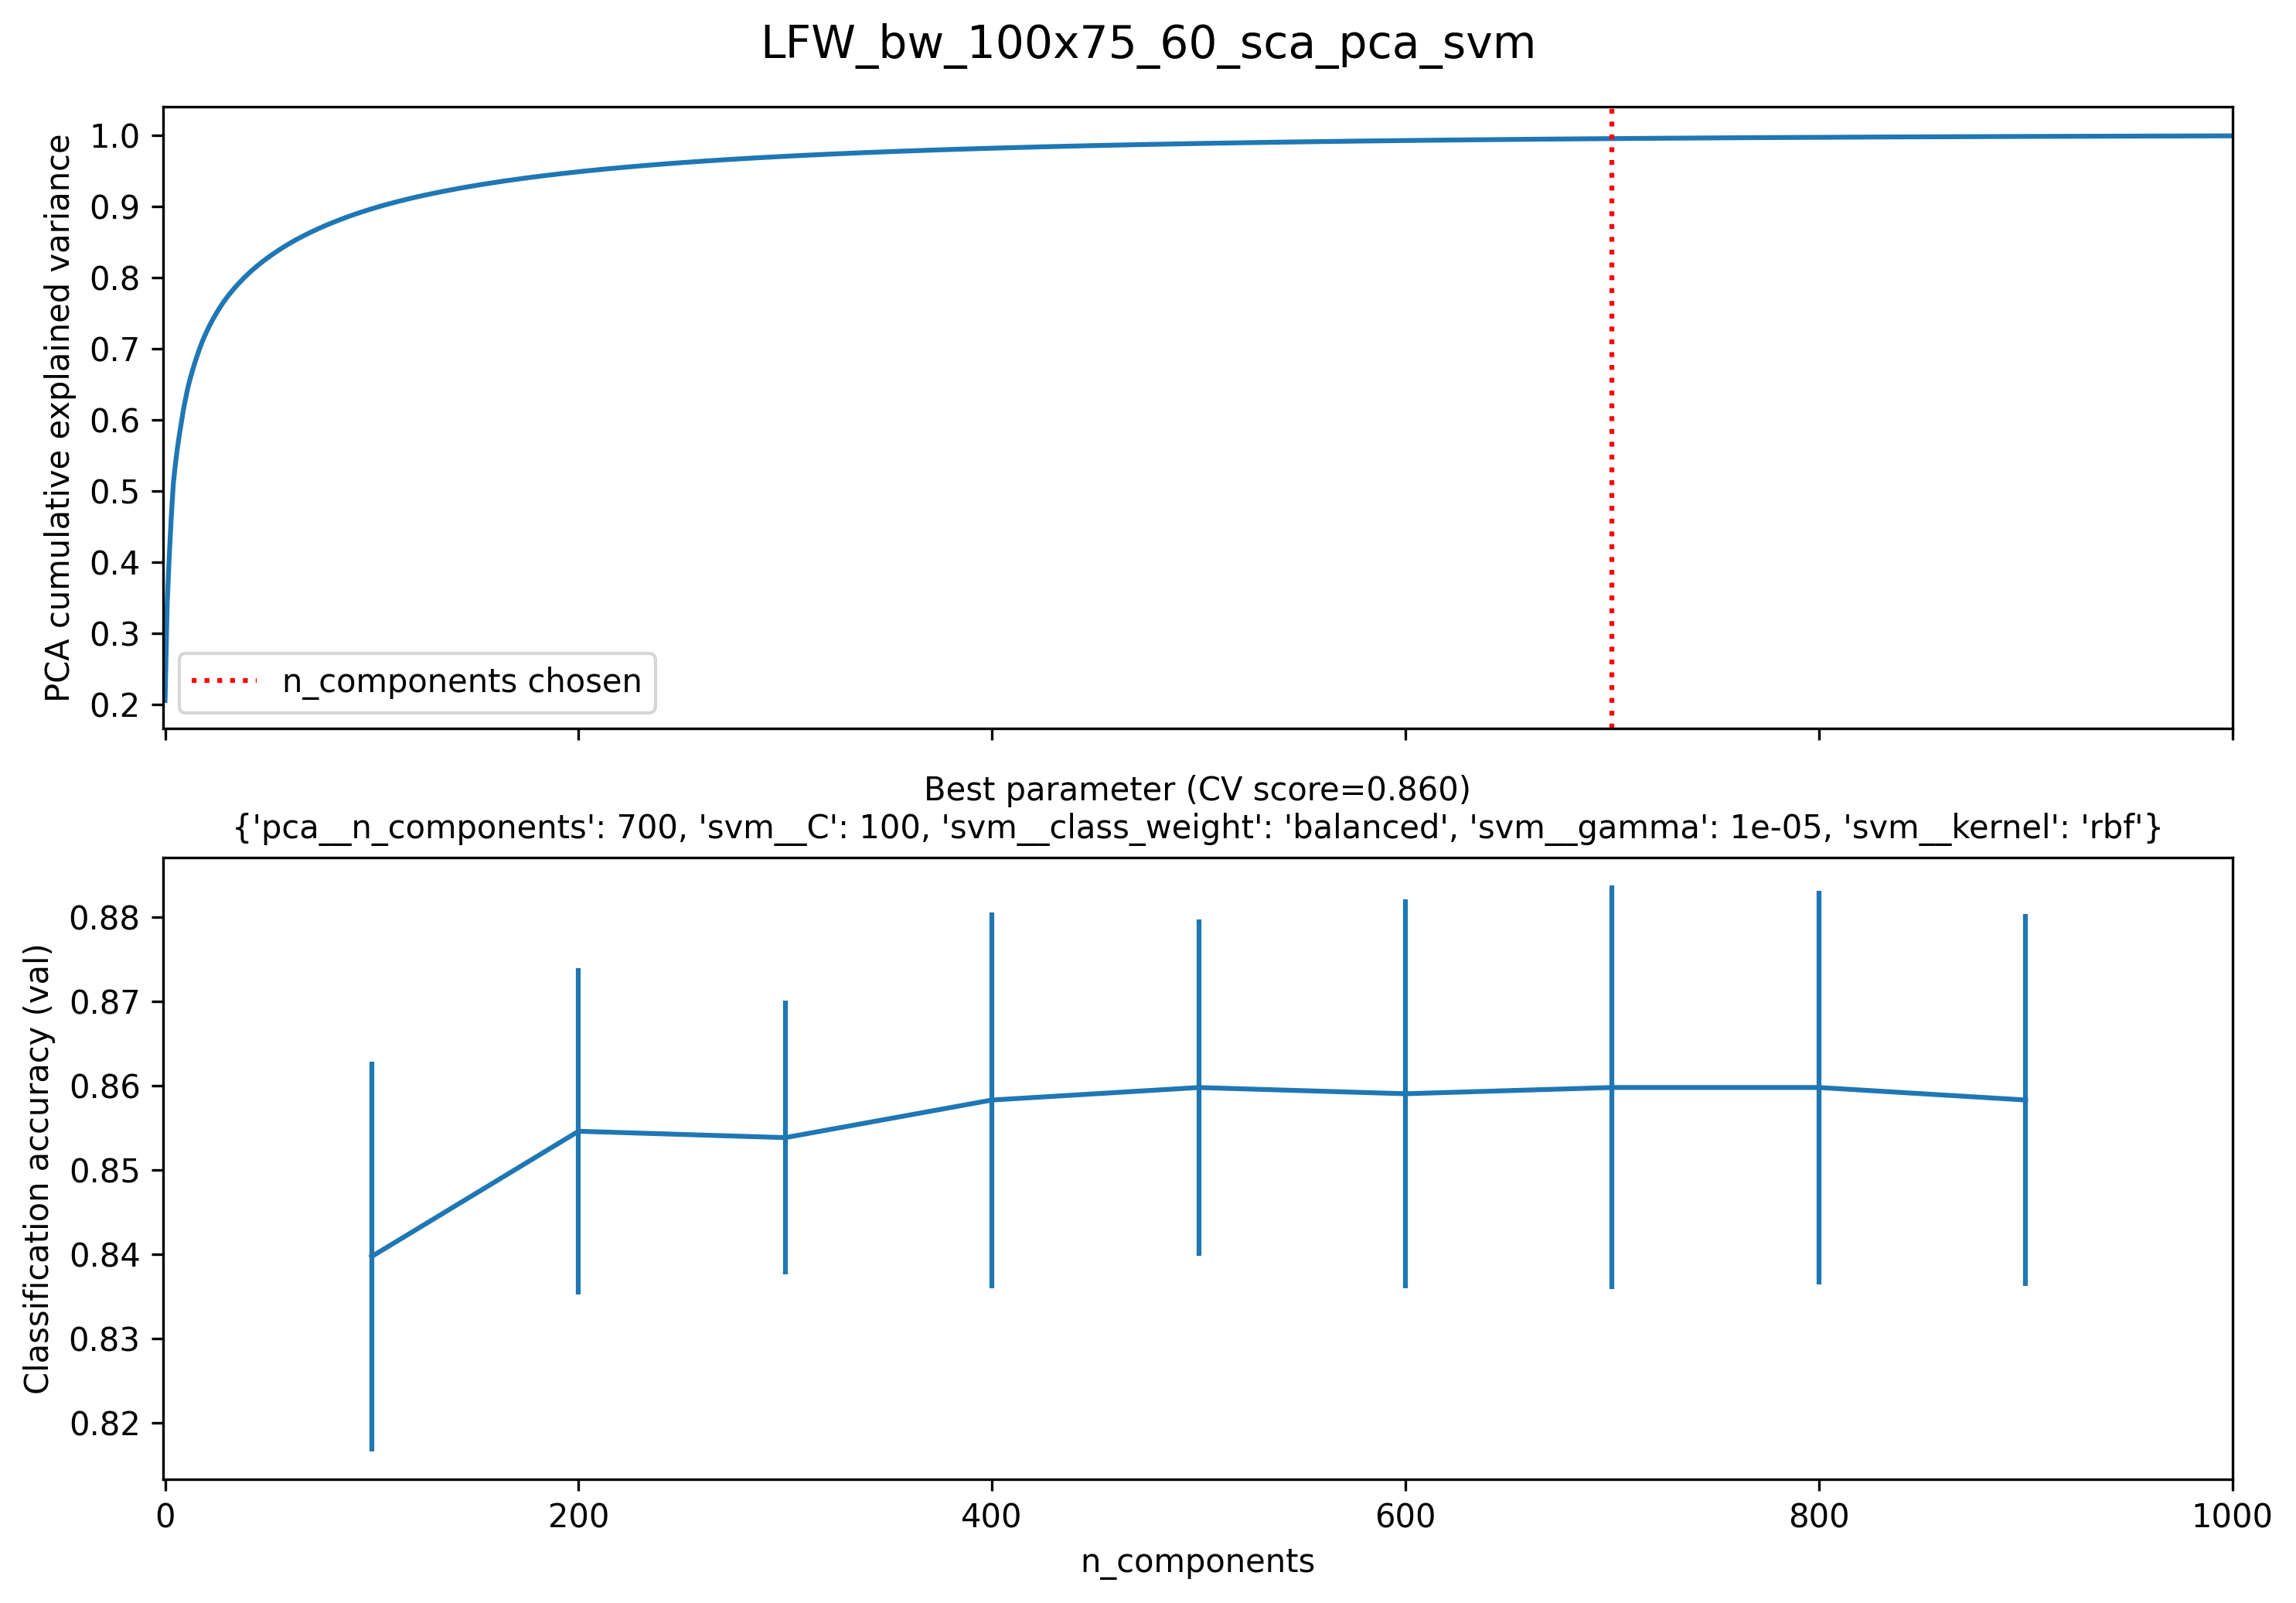 LFW_bw_100x75_60_sca_pca_svm
PCA cumulative explained variance
1.0
0.9
0.8
0.7
0.6
0.5
0.4
0.3
0.2
n_components chosen
Best parameter (CV score=0.860)
{'pca__n_components': 700, 'svm__C': 100, 'svm__class_weight': 'balanced', 'svm__gamma': 1e-05, 'svm__kernel': 'rbf'}
Classification accuracy (val)
0.88
0.87
0.86
0.85
0.84
0.83
0.82
0 200 400 600 800 1000
n_components